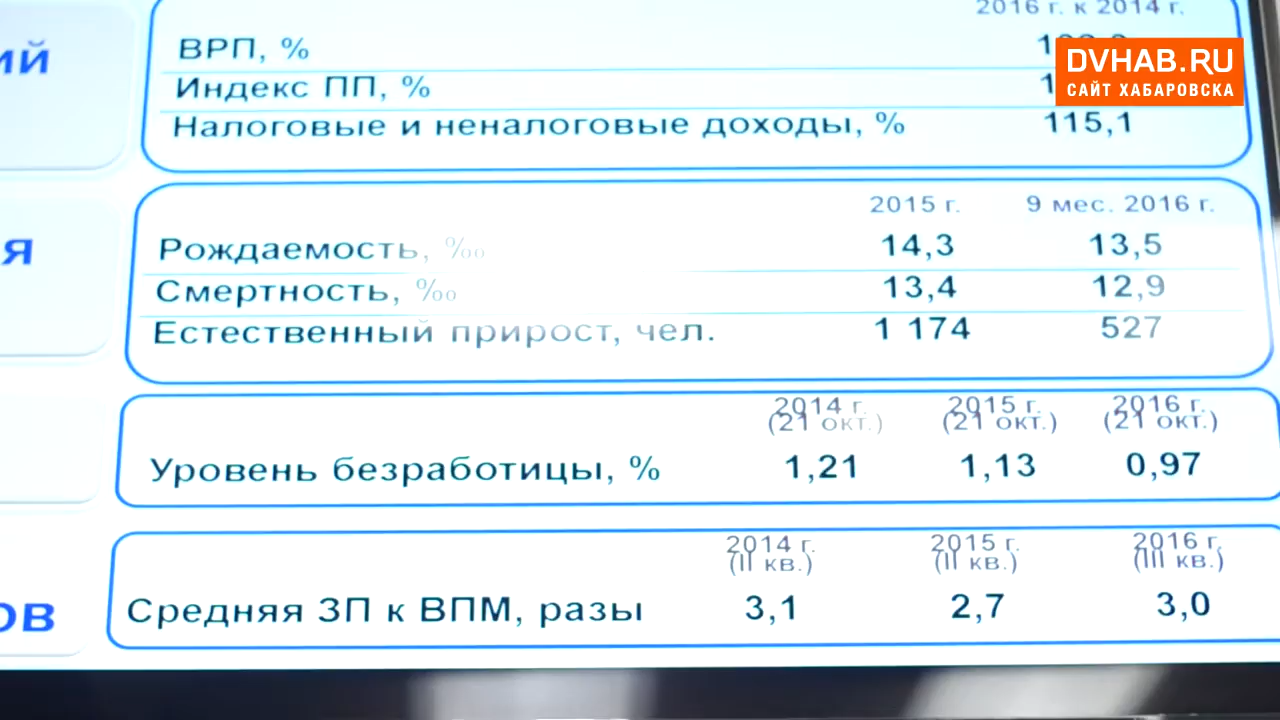 2016 г. к 2014 г.
ВРП, %
DVHAB.RU
САЙТ ХАБАРОВСКА
Индекс ПП, %
Налоговые и неналоговые доходы, % 115,1
2015 г. 9 мес. 2016 г.
Рождаемость, ‰ 14,3 13,5
Смертность, ‰ 13,4 12,9
Естественный прирост, чел. 1 174 527
2014 г. 2015 г. 2016 г.
(21 окт.) (21 окт.) (21 окт.)
Уровень безработицы, % 1,21 1,13 0,97
2014 г. 2015 г. 2016 г.
(II кв.) (II кв.) (III кв.)
Средняя ЗП к ВПМ, разы 3,1 2,7 3,0